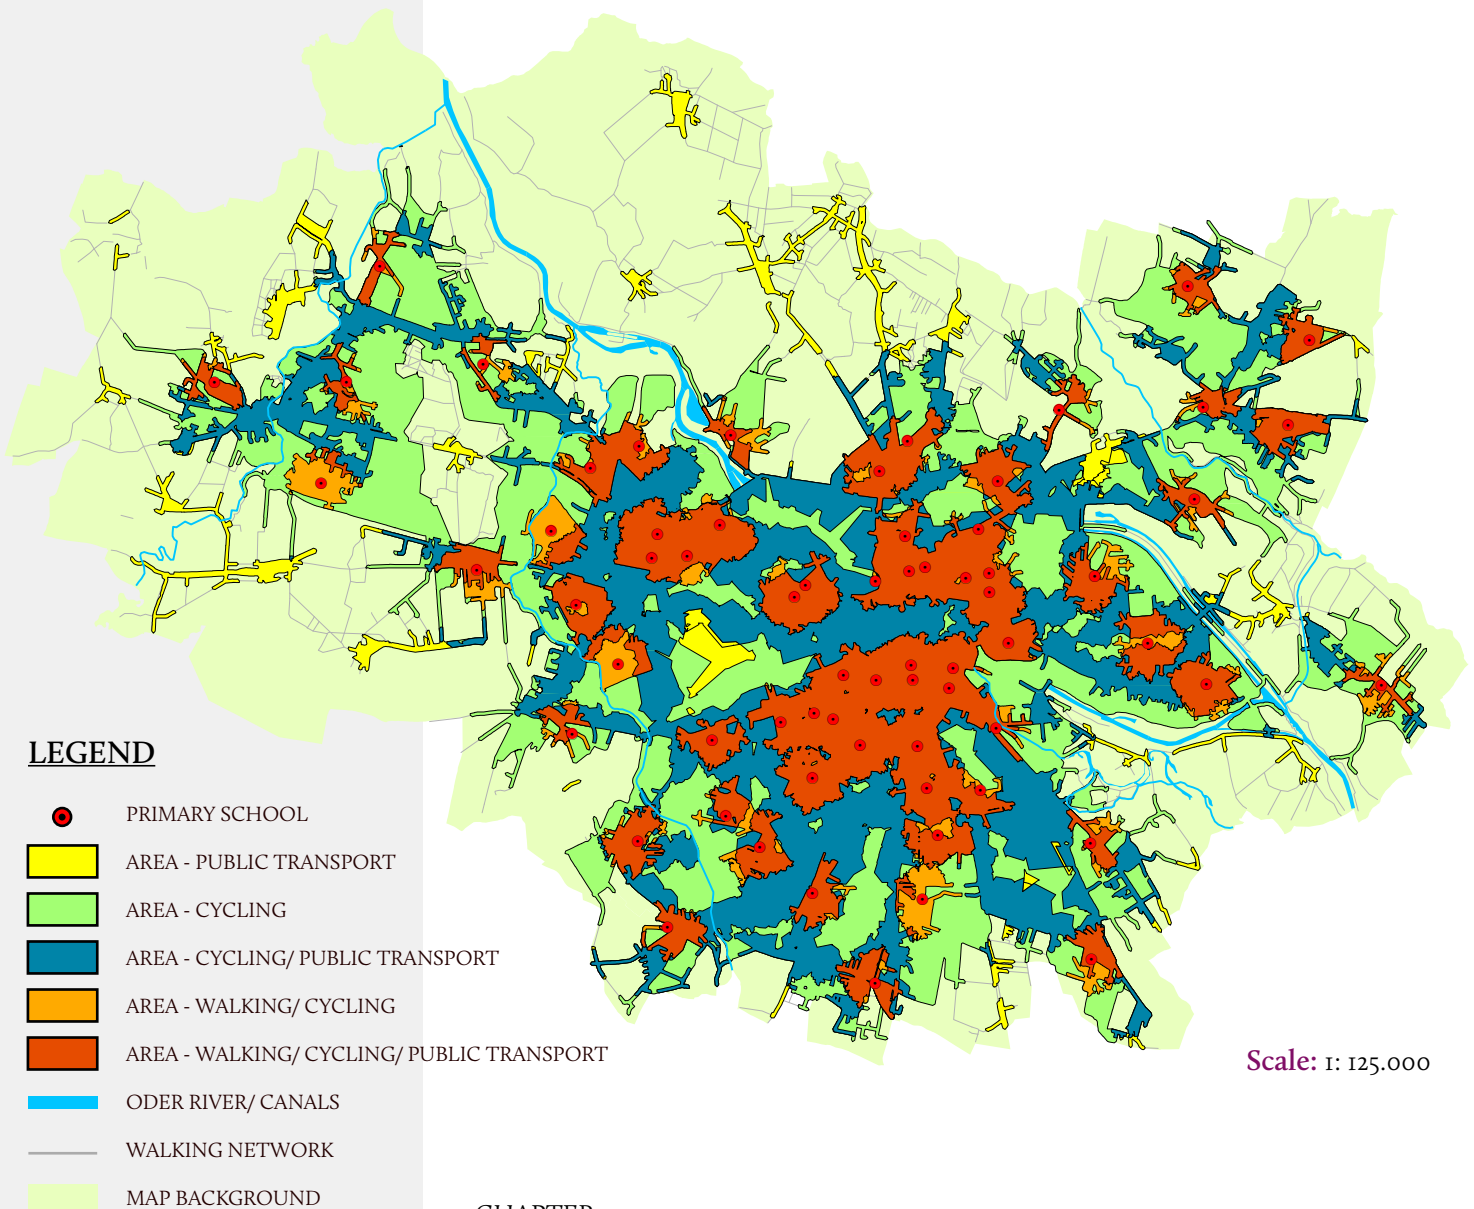 LEGEND
PRIMARY SCHOOL
AREA - PUBLIC TRANSPORT
AREA - CYCLING
AREA - CYCLING/ PUBLIC TRANSPORT
AREA - WALKING/ CYCLING
AREA - WALKING/ CYCLING/ PUBLIC TRANSPORT
Scale: 1: 125.000
ODER RIVER/ CANALS
WALKING NETWORK
MAP BACKGROUND
CHAPTER